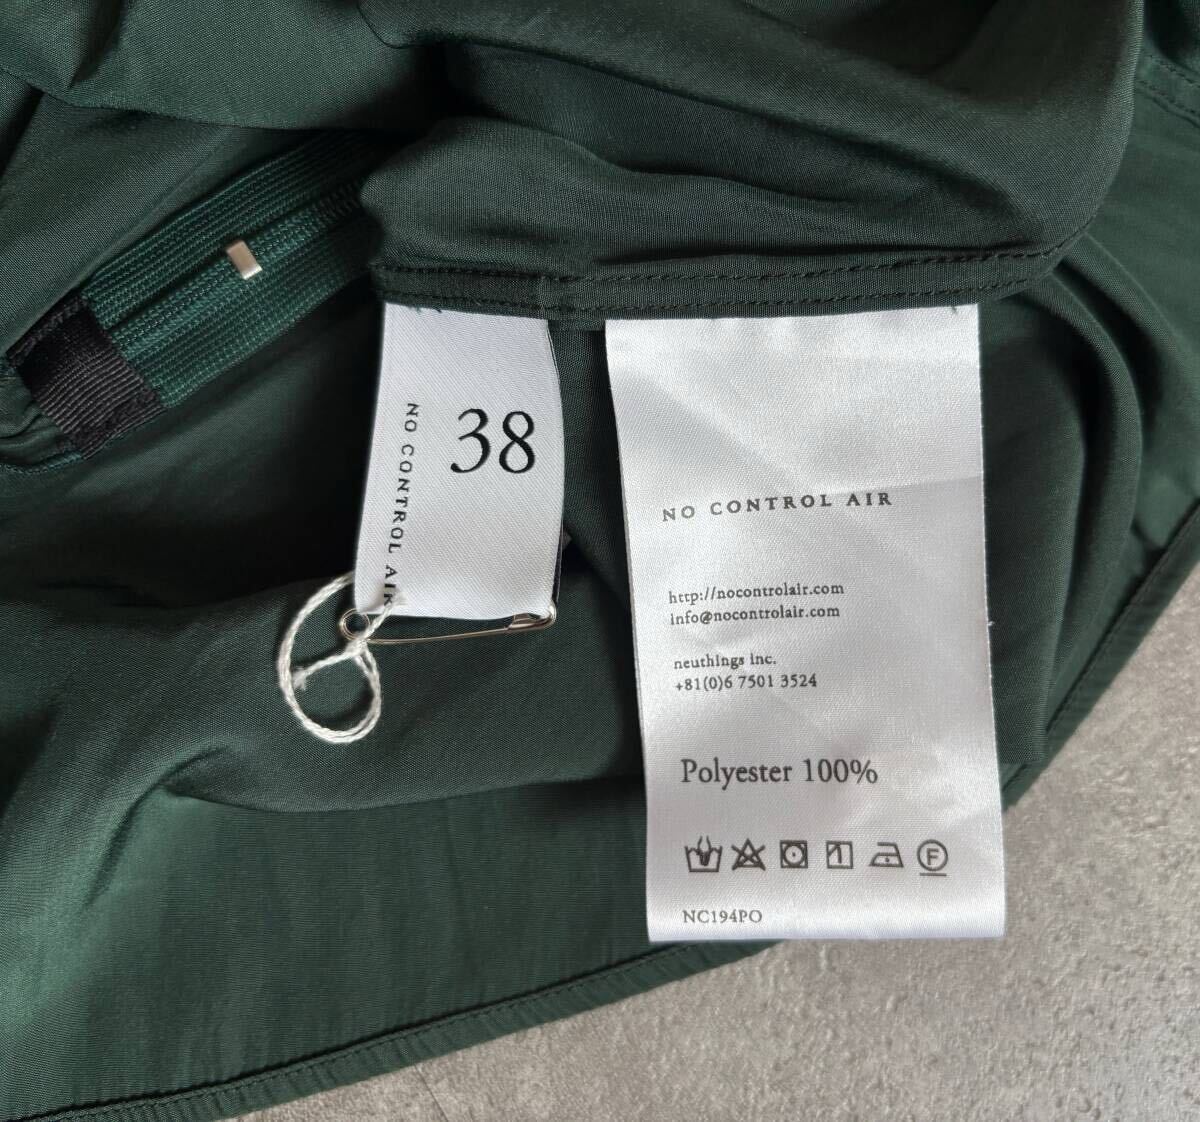 38
NO CONTROL AIR
NO CONTROL AIR
http://nocontrolair.com
info@nocontrolair.com
neuthings inc.
+81(0)6 7501 3524
Polyester 100%
1 F
NC194PO